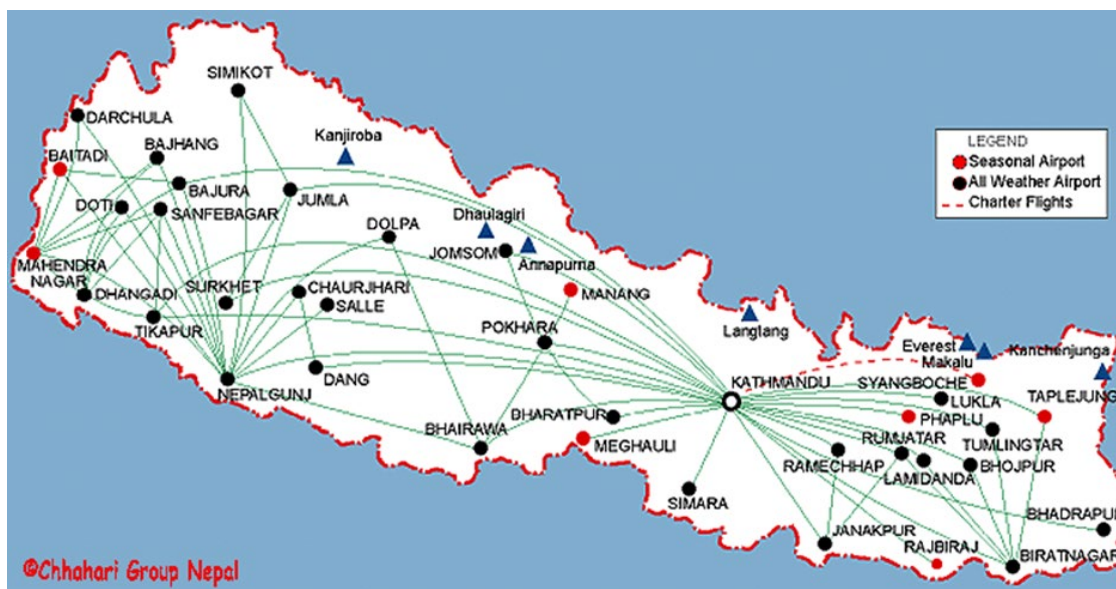 SIMIKOT
DARCHULA
Kanjiroba
BAJHANG
BAITADI
BAJURA
JUMLA
DOTI
SANFEBAGAR
DOLPA
Dhaulagiri
JOMSOM
Annapurna
MAHENDRA
NAGAR
DHANGADI
SURKHET
CHAURJHARI
SALLE
MANANG
TIKAPUR
POKHARA
Langtang
NEPALGUNJ
DANG
BHAIRAWA
BHARATPUR
MEGHAULI
KATHMANDU
Everest
Makalu
Kanchenjunga
SYANGBOCHE
LUKLA
TAPLEJUNG
PHAPLU
RUMJATAR
TUMLINGTAR
RAMECHHAP
LAMIDANDA
BHOJPUR
SIMARA
JANAKPUR
RAJBIRAJ
BHADRAPU
BIRATNAGAR
LEGEND
Seasonal Airport
All Weather Airport
Charter Flights
©Chhahari Group Nepal